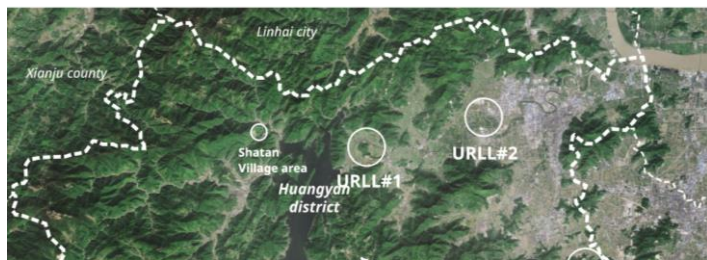 Linhai city
Xianju county
Shatan
Village area
URLL#1
URLL#2
Huangyan
district